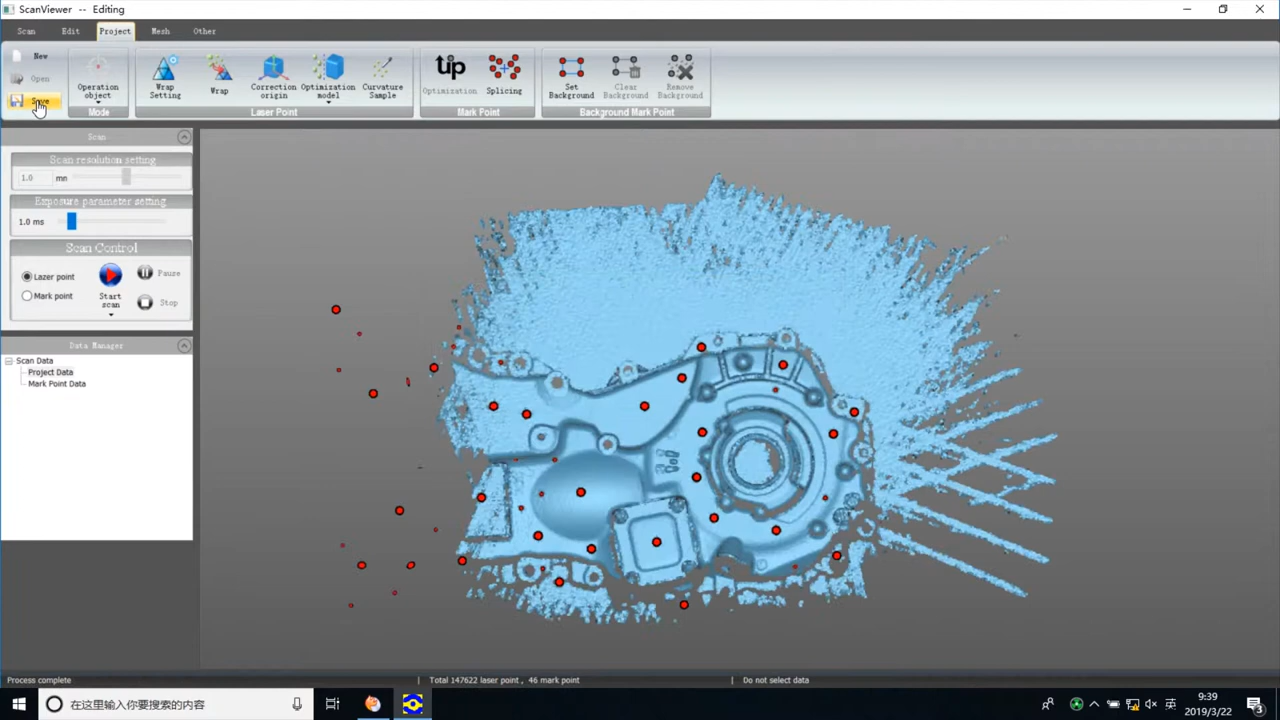 ScanViewer -- Editing
Scan Edit Project Mesh Other
New
Open
Save
Operation object
Mode
Wrap Setting
Wrap
Correction origin
Optimization model
Curvature Sample
Laser Point
up
Optimization
Splicing
Mark Point
Set Background
Clear Background
Remove Background
Background Mark Point
Scan
Scan resolution setting
1.0 mn
Exposure parameter setting
1.0 ms
Scan Control
Lazer point
Mark point
Start scan
Pause
Stop
Data Manager
Scan Data
Project Data
Mark Point Data
Process complete
Total 147622 laser point , 46 mark point
Do not select data
在这里输入你要搜索的内容
英
9:39
2019/3/22
3